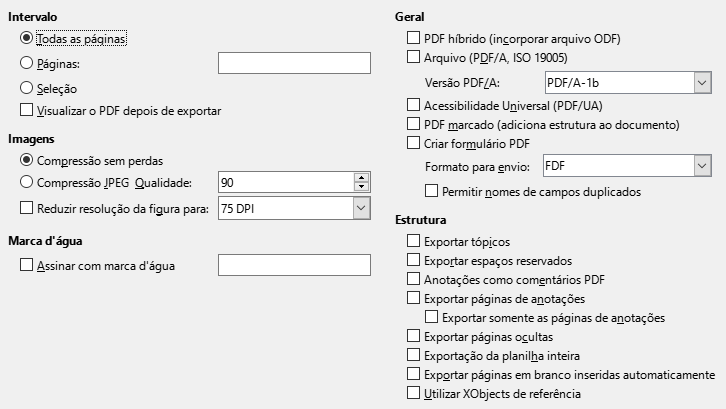 Intervalo
Todas as páginas
Páginas:
Seleção
Visualizar o PDF depois de exportar
Imagens
Compressão sem perdas
Compressão JPEG Qualidade: 90
Reduzir resolução da figura para: 75 DPI
Marca d'água
Assinar com marca d'água
Geral
PDF híbrido (incorporar arquivo ODF)
Arquivo (PDF/A, ISO 19005)
Versão PDF/A: PDF/A-1b
Acessibilidade Universal (PDF/UA)
PDF marcado (adiciona estrutura ao documento)
Criar formulário PDF
Formato para envio: FDF
Permitir nomes de campos duplicados
Estrutura
Exportar tópicos
Exportar espaços reservados
Anotações como comentários PDF
Exportar páginas de anotações
Exportar somente as páginas de anotações
Exportar páginas ocultas
Exportação da planilha inteira
Exportar páginas em branco inseridas automaticamente
Utilizar XObjects de referência